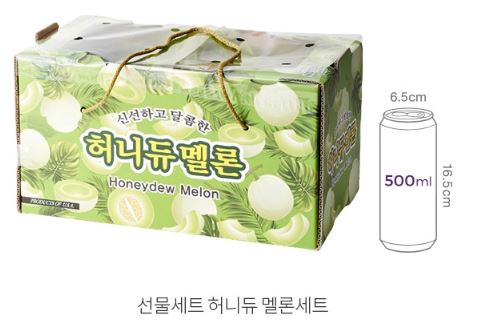 신선하고 달콤한
허니듀 멜론
Honeydew Melon
PRODUCTS OF U.S.A.
6.5cm
500ml
16.5cm
선물세트 허니듀 멜론세트